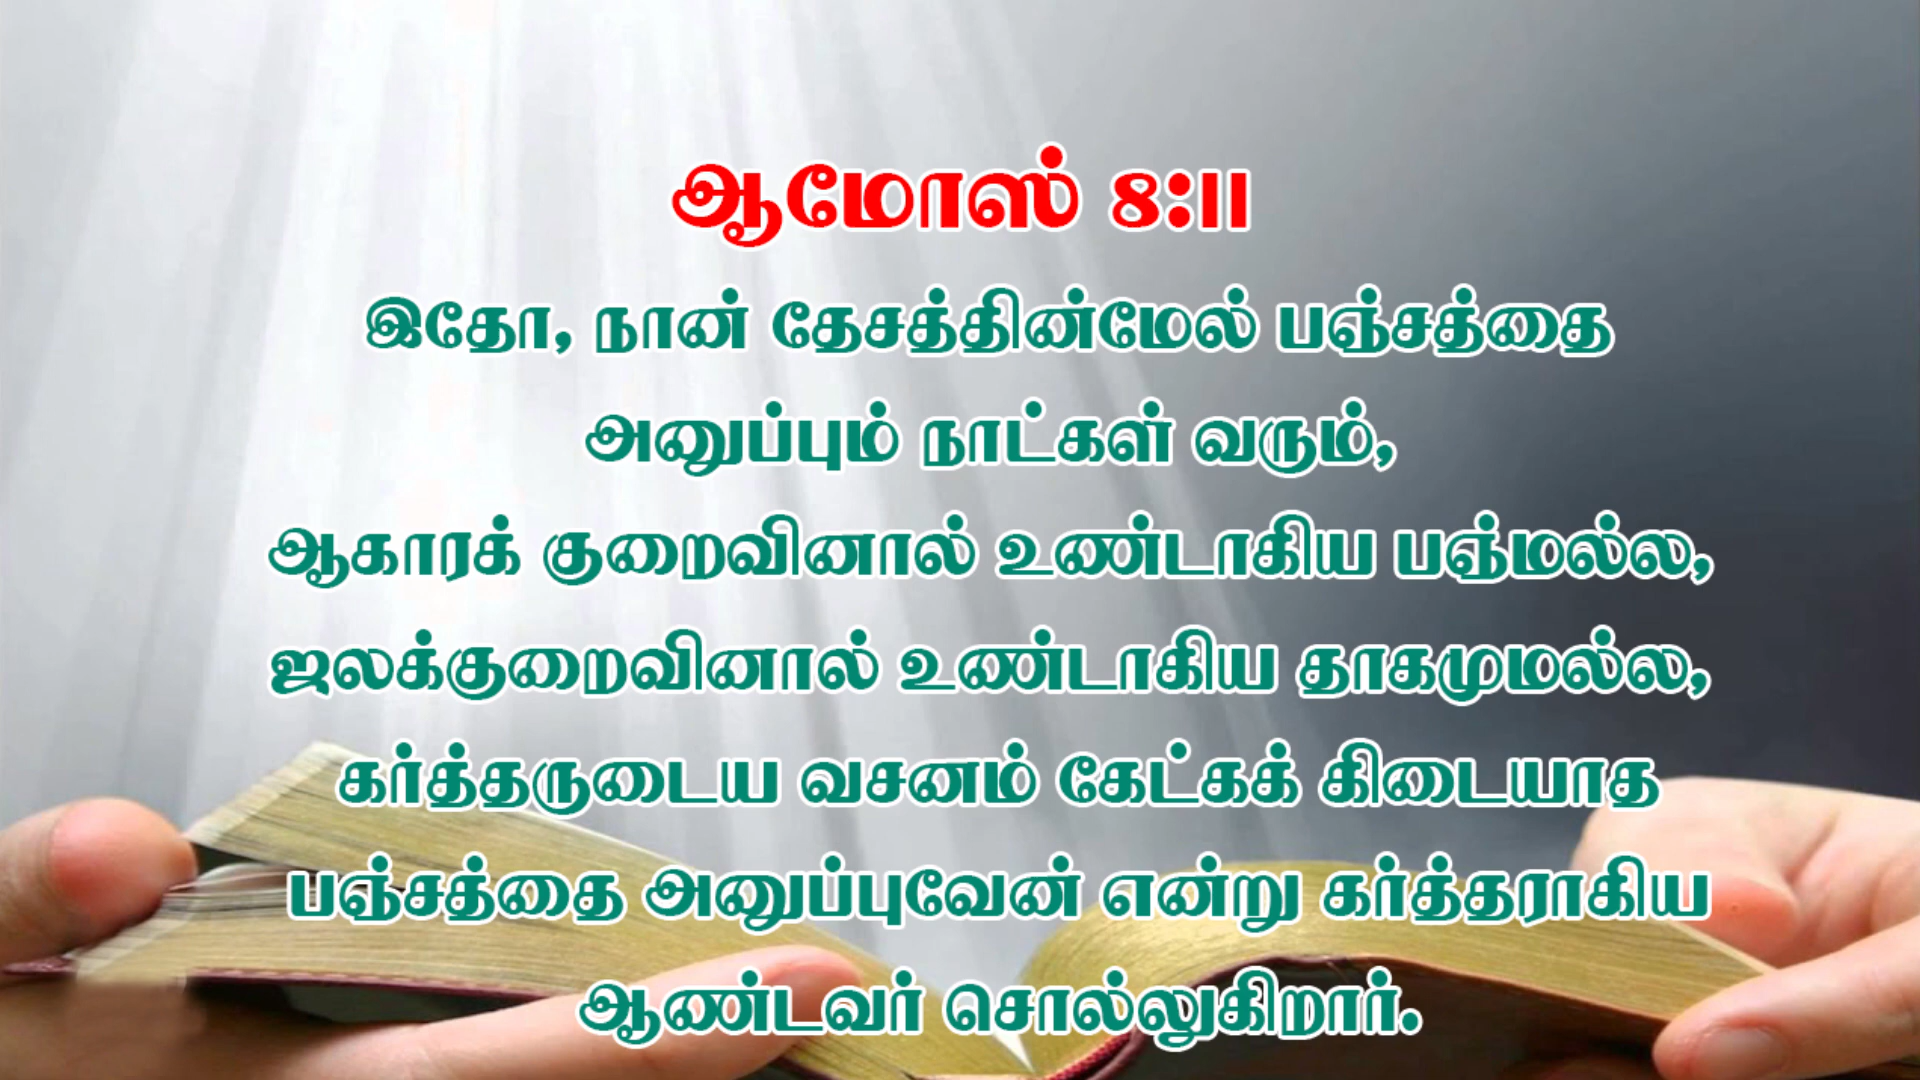 ஆமோஸ் 8:11
இதோ, நான் தேசத்தின்மேல் பஞ்சத்தை
அனுப்பும் நாட்கள் வரும்,
ஆகாரக் குறைவினால் உண்டாகிய பஞ்மல்ல,
ஜலக்குறைவினால் உண்டாகிய தாகமுமல்ல,
கர்த்தருடைய வசனம் கேட்கக் கிடையாத
பஞ்சத்தை அனுப்புவேன் என்று கர்த்தராகிய
ஆண்டவர் சொல்லுகிறார்.